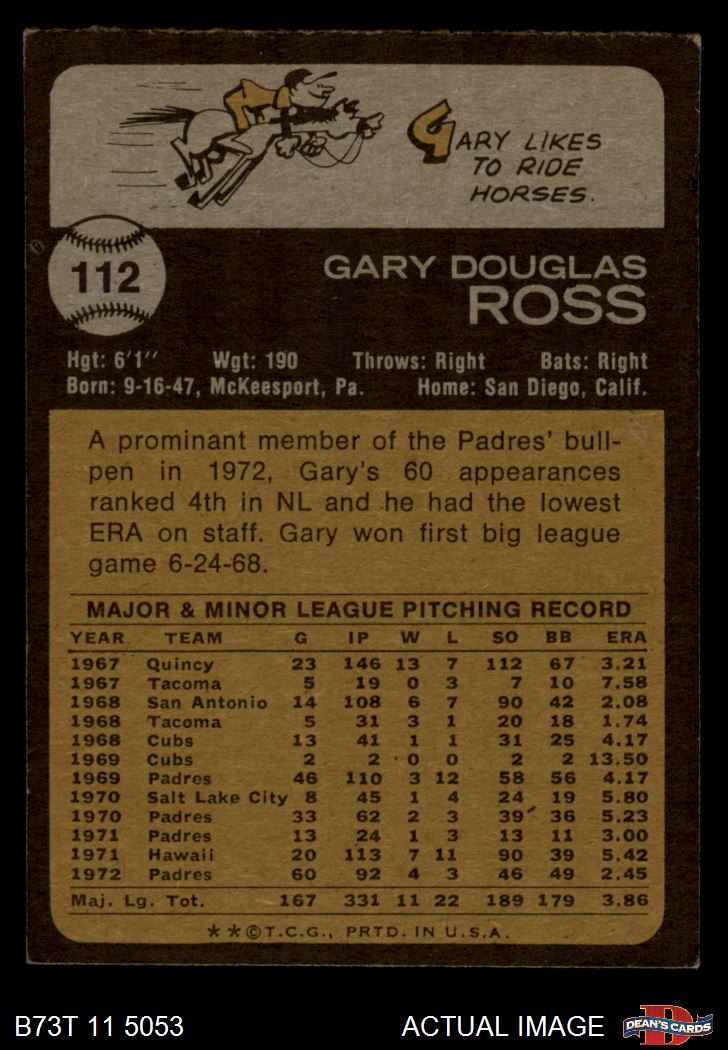 GARY LIKES
TO RIDE
HORSES.
112
GARY DOUGLAS
ROSS
Hgt: 6'1" Wgt: 190 Throws: Right Bats: Right
Born: 9-16-47, McKeesport, Pa. Home: San Diego, Calif.
A prominant member of the Padres' bull-
pen in 1972, Gary's 60 appearances
ranked 4th in NL and he had the lowest
ERA on staff. Gary won first big league
game 6-24-68.
MAJOR & MINOR LEAGUE PITCHING RECORD
YEAR TEAM G IP W L SO BB ERA
1967 Quincy 23 146 13 7 112 67 3.21
1967 Tacoma 5 19 0 3 7 10 7.58
1968 San Antonio 14 108 6 7 90 42 2.08
1968 Tacoma 5 31 3 1 20 18 1.74
1968 Cubs 13 41 1 1 31 25 4.17
1969 Cubs 2 2 0 0 2 2 13.50
1969 Padres 46 110 3 12 58 56 4.17
1970 Salt Lake City 8 45 1 4 24 19 5.80
1970 Padres 33 62 2 3 39 36 5.23
1971 Padres 13 24 1 3 13 11 3.00
1971 Hawaii 20 113 7 11 90 39 5.42
1972 Padres 60 92 4 3 46 49 2.45
Maj. Lg. Tot. 167 331 11 22 189 179 3.86
**©T.C.G., PRTD. IN U.S.A.
B73T 11 5053 ACTUAL IMAGE D DEAN'S CARDS